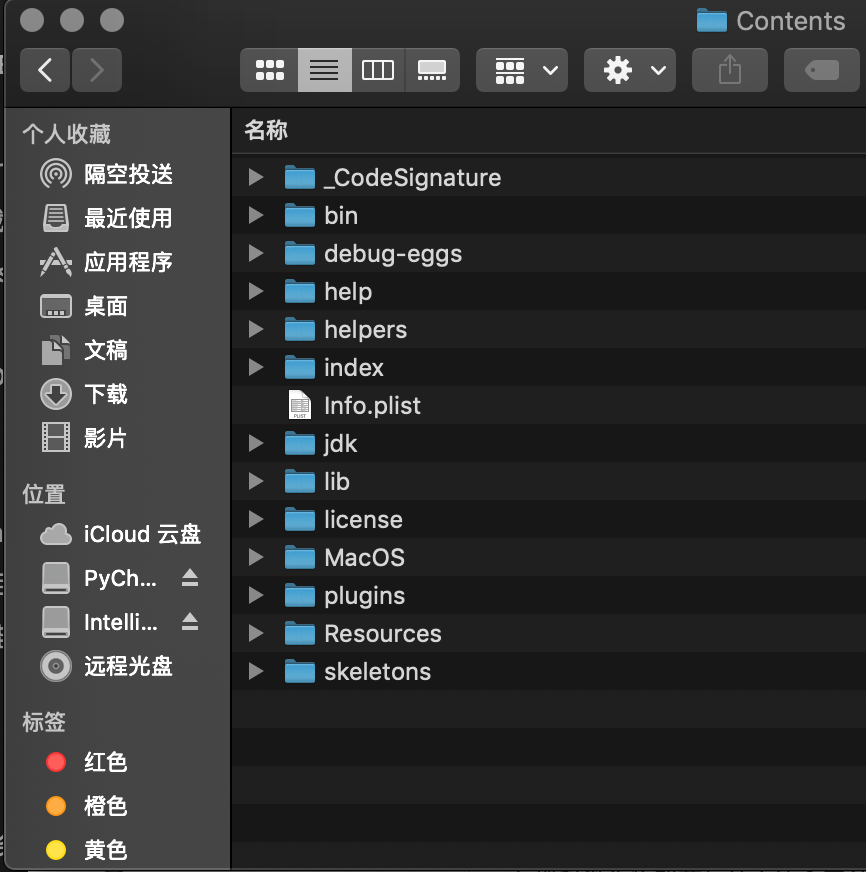 Contents
个人收藏
隔空投送
最近使用
应用程序
桌面
文稿
下载
影片
位置
iCloud 云盘
PyCh...
Intelli...
远程光盘
标签
红色
橙色
黄色
名称
_CodeSignature
bin
debug-eggs
help
helpers
index
Info.plist
jdk
lib
license
MacOS
plugins
Resources
skeletons